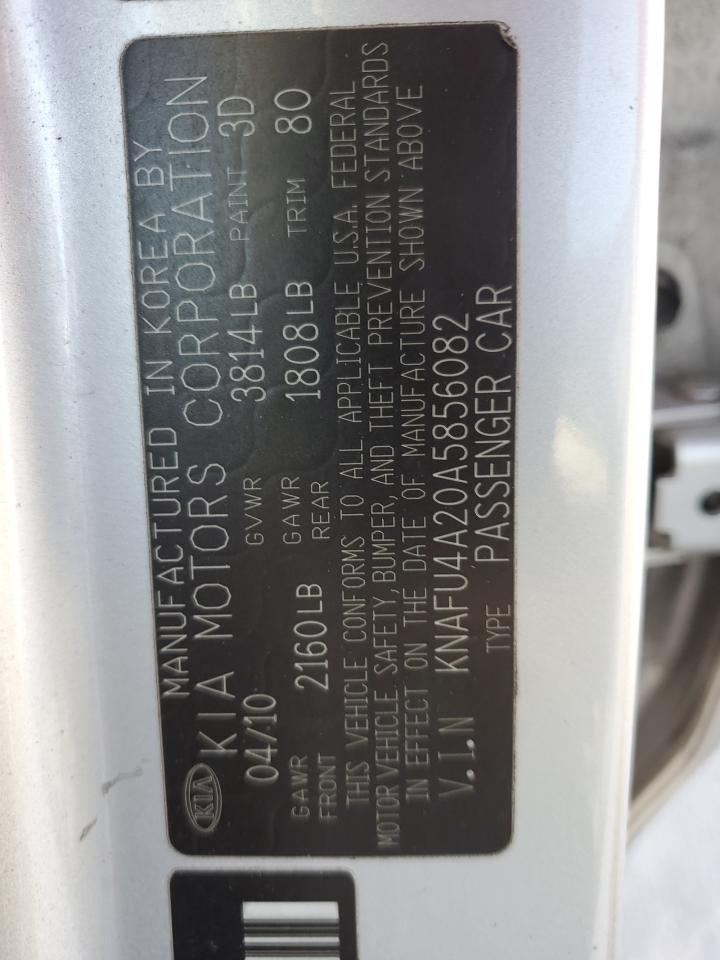 MANUFACTURED IN KOREA BY
KIA KIA MOTORS CORPORATION
04/10 GVWR 3814LB PAINT 3D
GAWR FRONT 2160LB GAWR REAR 1808LB TRIM 80
THIS VEHICLE CONFORMS TO ALL APPLICABLE U.S.A. FEDERAL
MOTOR VEHICLE SAFETY, BUMPER, AND THEFT PREVENTION STANDARDS
IN EFFECT ON THE DATE OF MANUFACTURE SHOWN ABOVE
V.I.N KNAFU4A20A5856082
TYPE PASSENGER CAR